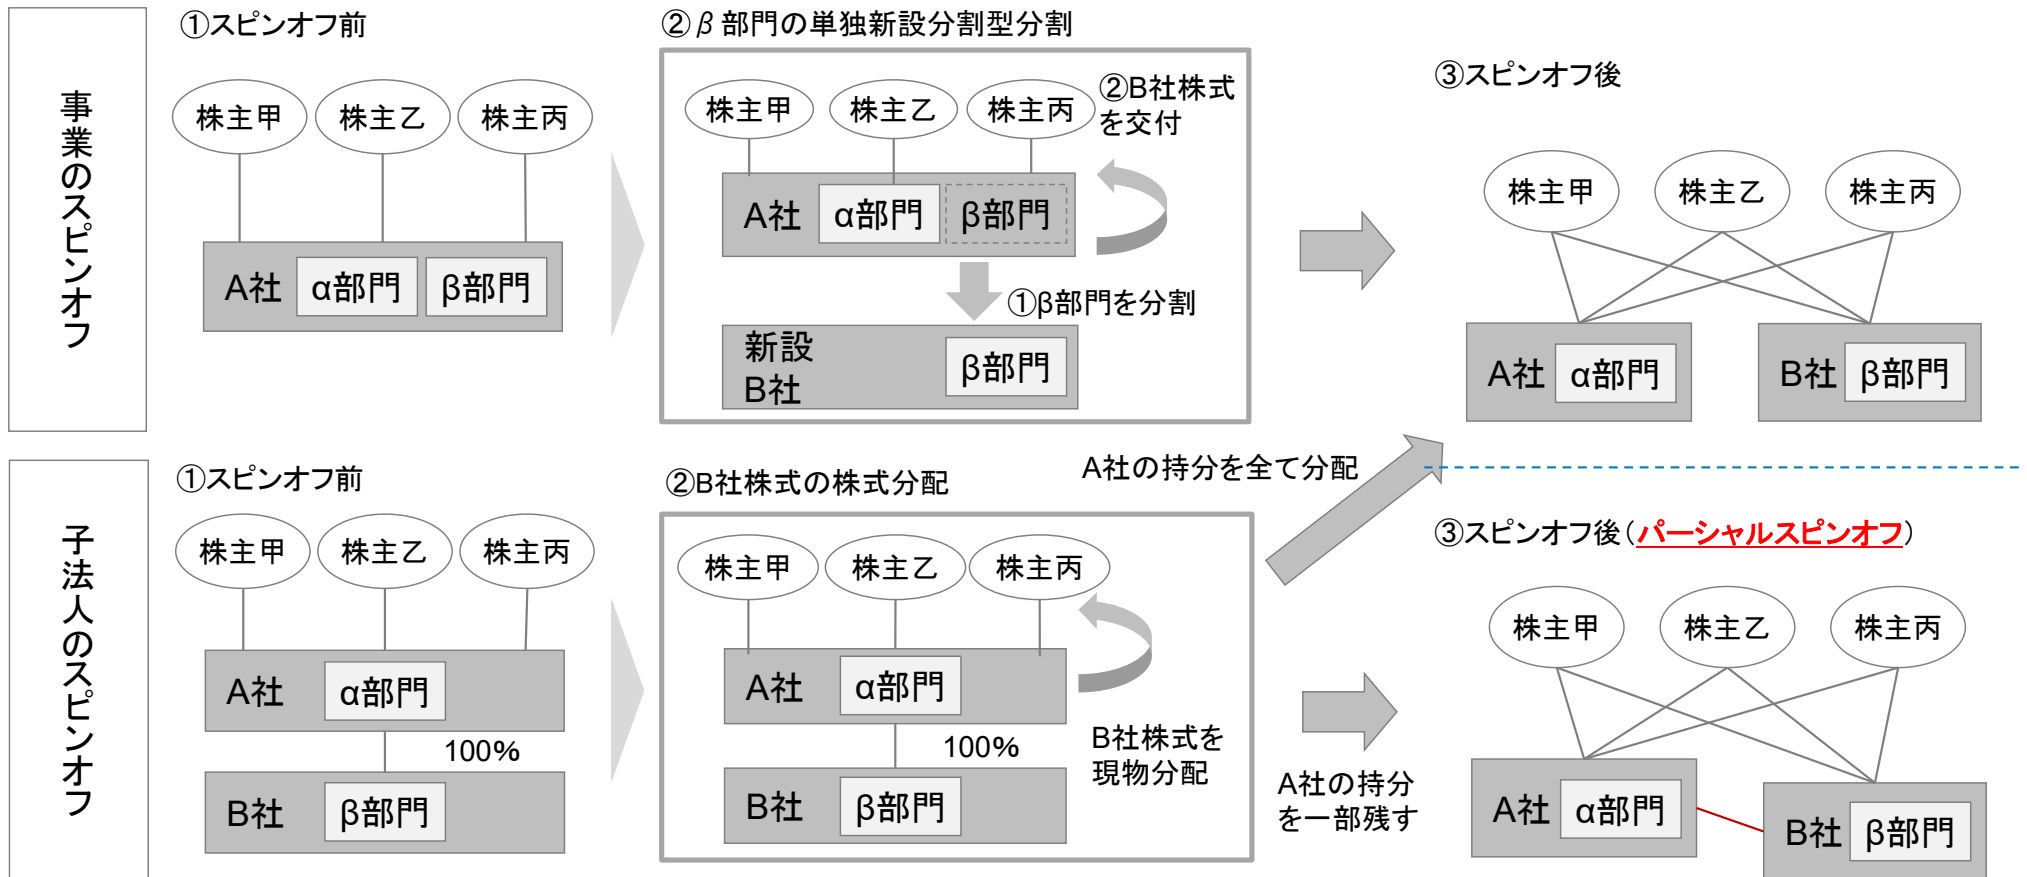 事業のスピンオフ
①スピンオフ前
株主甲
株主乙
株主丙
A社
α部門
β部門
②β部門の単独新設分割型分割
株主甲
株主乙
株主丙
②B社株式
を交付
A社
α部門
β部門
①β部門を分割
新設
B社
β部門
③スピンオフ後
株主甲
株主乙
株主丙
A社
α部門
B社
β部門
子法人のスピンオフ
①スピンオフ前
株主甲
株主乙
株主丙
A社
α部門
100%
B社
β部門
②B社株式の株式分配
株主甲
株主乙
株主丙
A社
α部門
100%
B社
β部門
B社株式を
現物分配
A社の持分を全て分配
A社の持分
を一部残す
③スピンオフ後（パーシャルスピンオフ）
株主甲
株主乙
株主丙
A社
α部門
B社
β部門